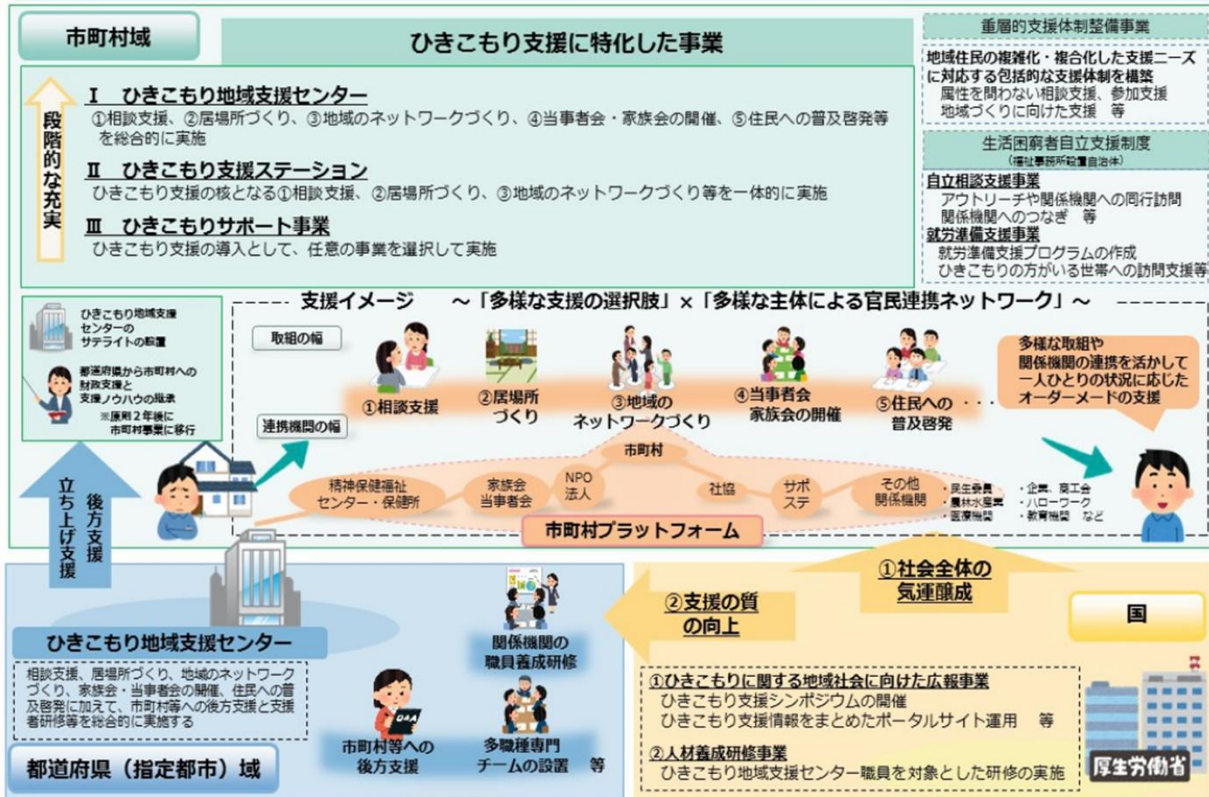 市町村域
ひきこもり支援に特化した事業
段階的な充実
Ⅰ　ひきこもり地域支援センター
①相談支援、②居場所づくり、③地域のネットワークづくり、④当事者会・家族会の開催、⑤住民への普及啓発等
を総合的に実施
Ⅱ　ひきこもり支援ステーション
ひきこもり支援の核となる①相談支援、②居場所づくり、③地域のネットワークづくり等を一体的に実施
Ⅲ　ひきこもりサポート事業
ひきこもり支援の導入として、任意の事業を選択して実施
重層的支援体制整備事業
地域住民の複雑化・複合化した支援ニーズ
に対応する包括的な支援体制を構築
属性を問わない相談支援、参加支援
地域づくりに向けた支援　等
生活困窮者自立支援制度
(福祉事務所設置自治体)
自立相談支援事業
アウトリーチや関係機関への同行訪問
関係機関へのつなぎ　等
就労準備支援事業
就労準備支援プログラムの作成
ひきこもりの方がいる世帯への訪問支援等
ひきこもり地域支援
センターの
サテライトの設置
都道府県から市町村への
財政支援と
支援ノウハウの継承
※原則２年後に
市町村事業に移行
支援イメージ　～「多様な支援の選択肢」×「多様な主体による官民連携ネットワーク」～
取組の幅
①相談支援
②居場所
づくり
③地域の
ネットワークづくり
④当事者会
家族会の開催
⑤住民への
普及啓発
・・・
多様な取組や
関係機関の連携を活かして
一人ひとりの状況に応じた
オーダーメードの支援
連携機関の幅
市町村
精神保健福祉
センター・保健所
家族会
当事者会
NPO
法人
社協
サポ
ステ
その他
関係機関
・民生委員
・農林水産業
・医療機関
・企業、商工会
・ハローワーク
・教育機関　など
市町村プラットフォーム
後方支援
立ち上げ支援
ひきこもり地域支援センター
相談支援、居場所づくり、地域のネットワーク
づくり、家族会・当事者会の開催、住民への普
及啓発に加えて、市町村等への後方支援と支援
者研修等を総合的に実施する
都道府県（指定都市）域
関係機関の
職員養成研修
Q&A
市町村等への
後方支援
多職種専門
チームの設置　等
①社会全体の
気運醸成
②支援の質
の向上
国
①ひきこもりに関する地域社会に向けた広報事業
ひきこもり支援シンポジウムの開催
ひきこもり支援情報をまとめたポータルサイト運用　等
②人材養成研修事業
ひきこもり地域支援センター職員を対象とした研修の実施
厚生労働省